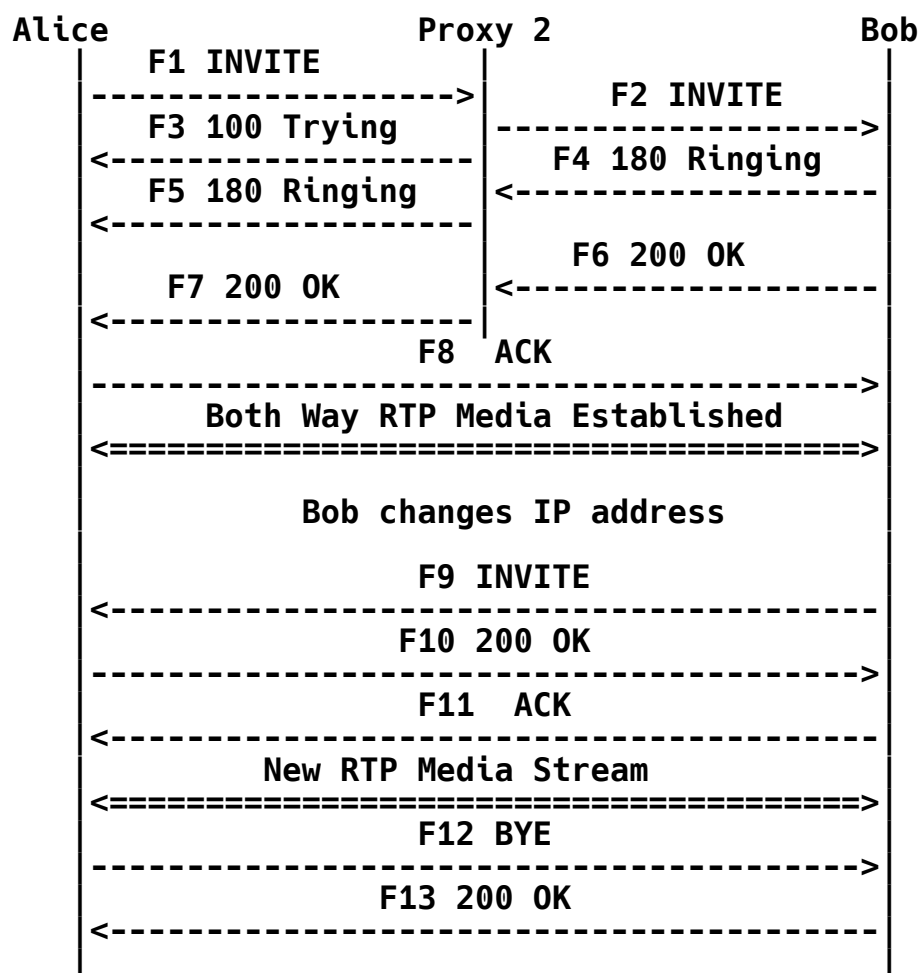 Alice                Proxy 2                Bob
   |   F1 INVITE        |                    |
   |------------------->|      F2 INVITE     |
   |   F3 100 Trying    |------------------->|
   |<-------------------|   F4 180 Ringing   |
   |   F5 180 Ringing   |<-------------------|
   |<-------------------|                    |
   |                    |    F6 200 OK       |
   |    F7 200 OK       |<-------------------|
   |<-------------------|                    |
   |                 F8  ACK                 |
   |---------------------------------------->|
   |      Both Way RTP Media Established     |
   |<=======================================>|
   |                                         |
   |           Bob changes IP address        |
   |                                         |
   |                 F9 INVITE               |
   |<----------------------------------------|
   |                F10 200 OK               |
   |---------------------------------------->|
   |                 F11  ACK                |
   |<----------------------------------------|
   |         New RTP Media Stream            |
   |<=======================================>|
   |                 F12 BYE                 |
   |---------------------------------------->|
   |               F13 200 OK                |
   |<----------------------------------------|
   |                                         |